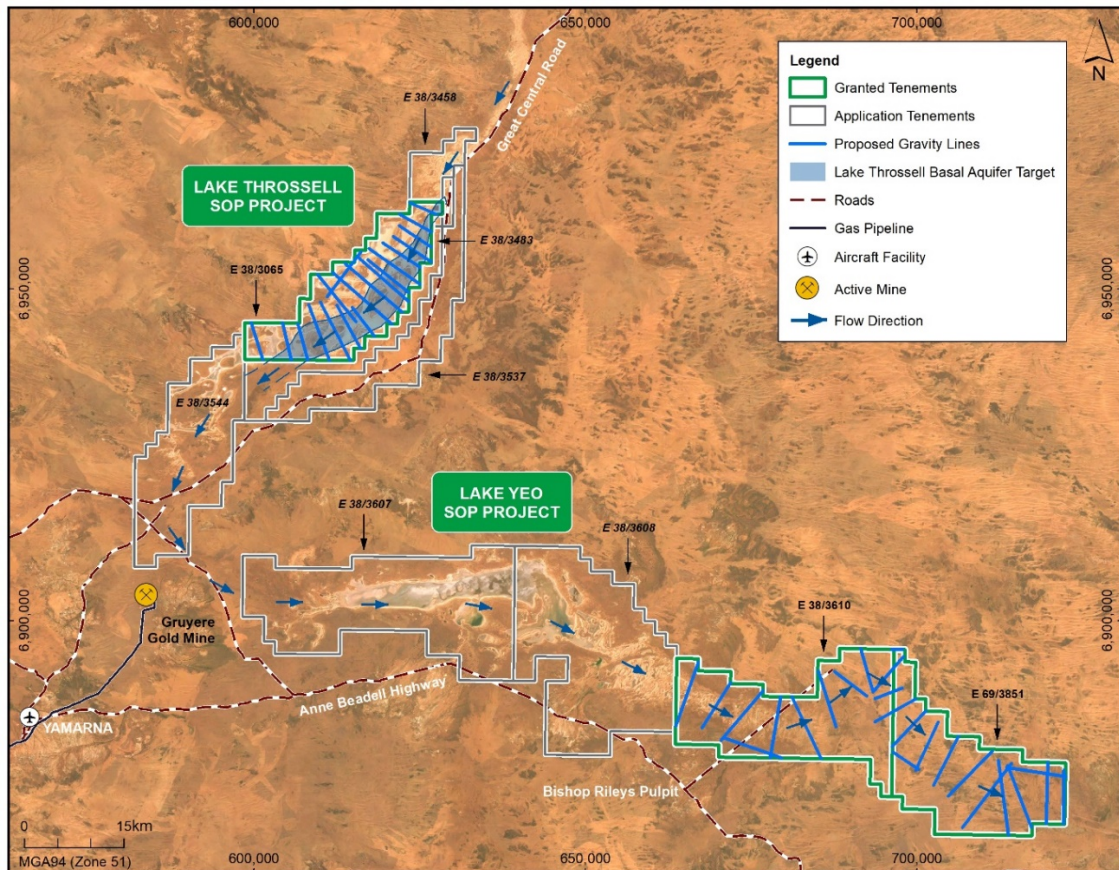 600,000
650,000
700,000
N
Legend
Granted Tenements
Application Tenements
Proposed Gravity Lines
Lake Throssell Basal Aquifer Target
Roads
Gas Pipeline
Aircraft Facility
Active Mine
Flow Direction
E 38/3458
Great Central Road
LAKE THROSSELL
SOP PROJECT
E 38/3483
E 38/3065
6,950,000
6,950,000
E 38/3537
E 38/3544
LAKE YEO
SOP PROJECT
E 38/3607
E 38/3608
Gruyere
Gold Mine
6,900,000
6,900,000
E 38/3610
E 69/3851
Anne Beadell Highway
YAMARNA
Bishop Rileys Pulpit
0 15km
MGA94 (Zone 51)
600,000
650,000
700,000